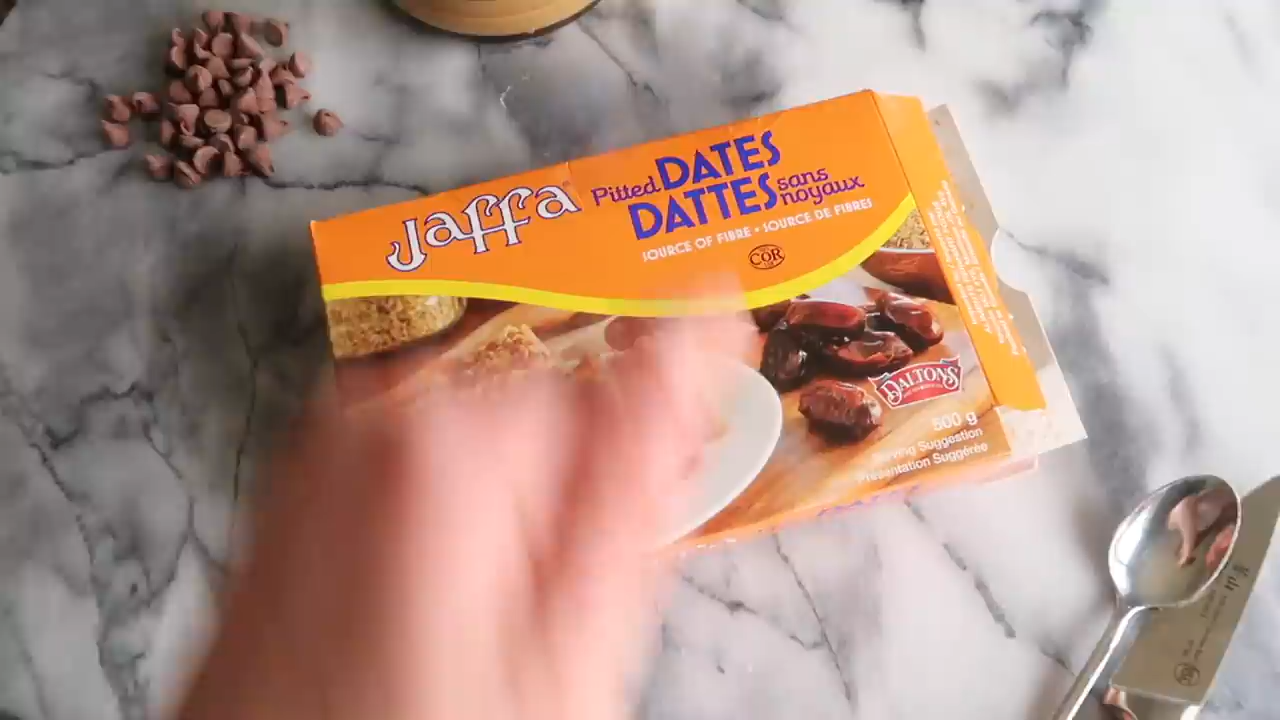 Jaffa
Pitted DATES
DATTES sans noyaux
SOURCE OF FIBRE • SOURCE DE FIBRES
COR
DALTONS
500 g
Serving Suggestion
Présentation Suggérée